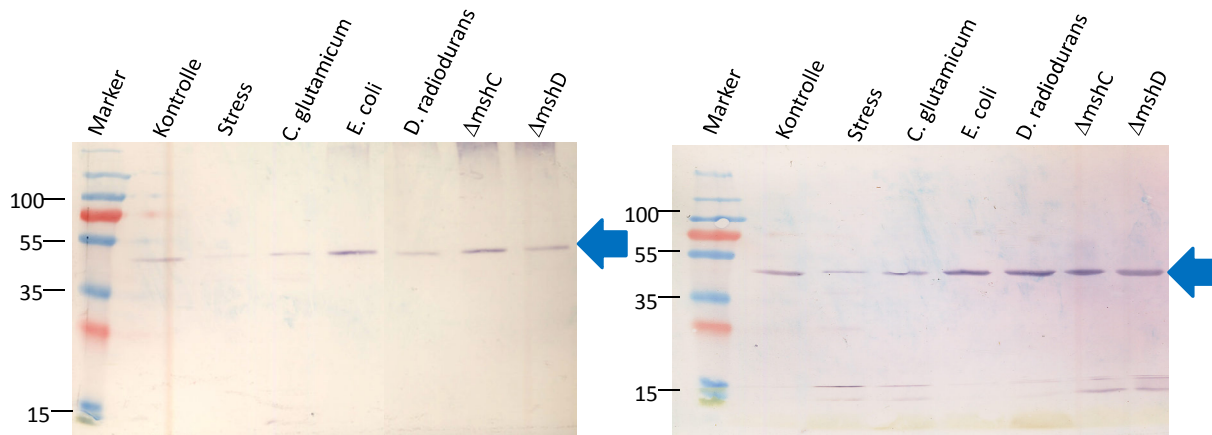 Marker
Kontrolle
Stress
C. glutamicum
E. coli
D. radiodurans
ΔmshC
ΔmshD
100
55
35
15
Marker
Kontrolle
Stress
C. glutamicum
E. coli
D. radiodurans
ΔmshC
ΔmshD
100
55
35
15